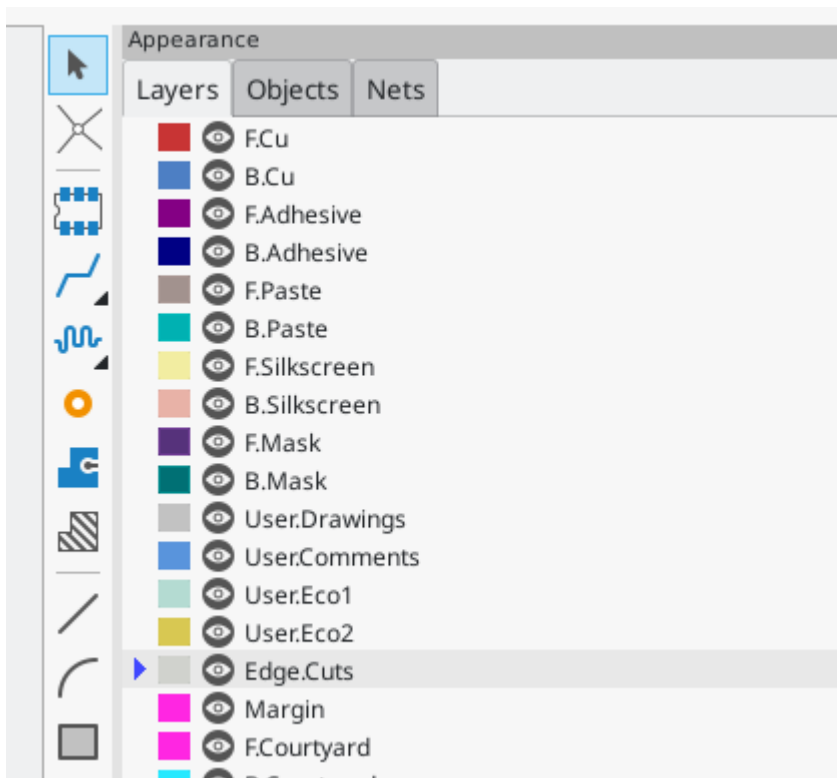 Appearance
Layers Objects Nets
F.Cu
B.Cu
F.Adhesive
B.Adhesive
F.Paste
B.Paste
F.Silkscreen
B.Silkscreen
F.Mask
B.Mask
User.Drawings
User.Comments
User.Eco1
User.Eco2
Edge.Cuts
Margin
F.Courtyard